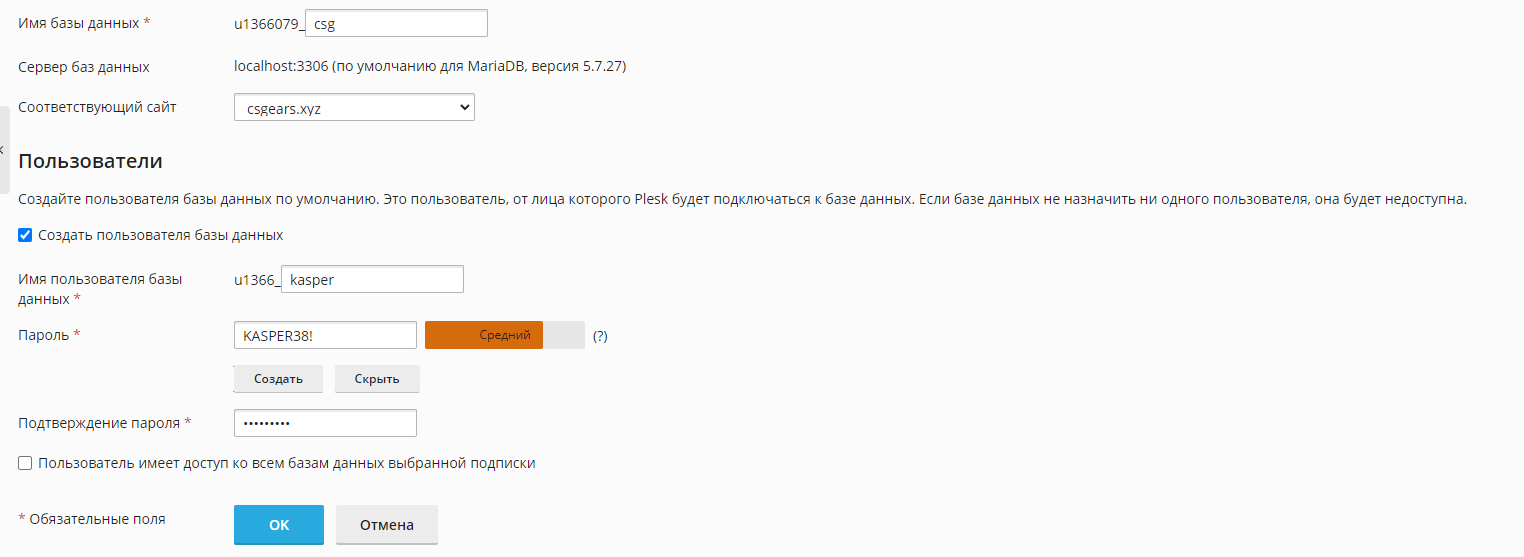 Имя базы данных * u1366079_ csg
Сервер баз данных localhost:3306 (по умолчанию для MariaDB, версия 5.7.27)
Соответствующий сайт csgears.xyz
Пользователи
Создайте пользователя базы данных по умолчанию. Это пользователь, от лица которого Plesk будет подключаться к базе данных. Если базе данных не назначить ни одного пользователя, она будет недоступна.
Создать пользователя базы данных
Имя пользователя базы
данных * u1366_ kasper
Пароль * KASPER38! Средний (?)
Создать Скрыть
Подтверждение пароля * •••••••••
Пользователь имеет доступ ко всем базам данных выбранной подписки
* Обязательные поля OK Отмена